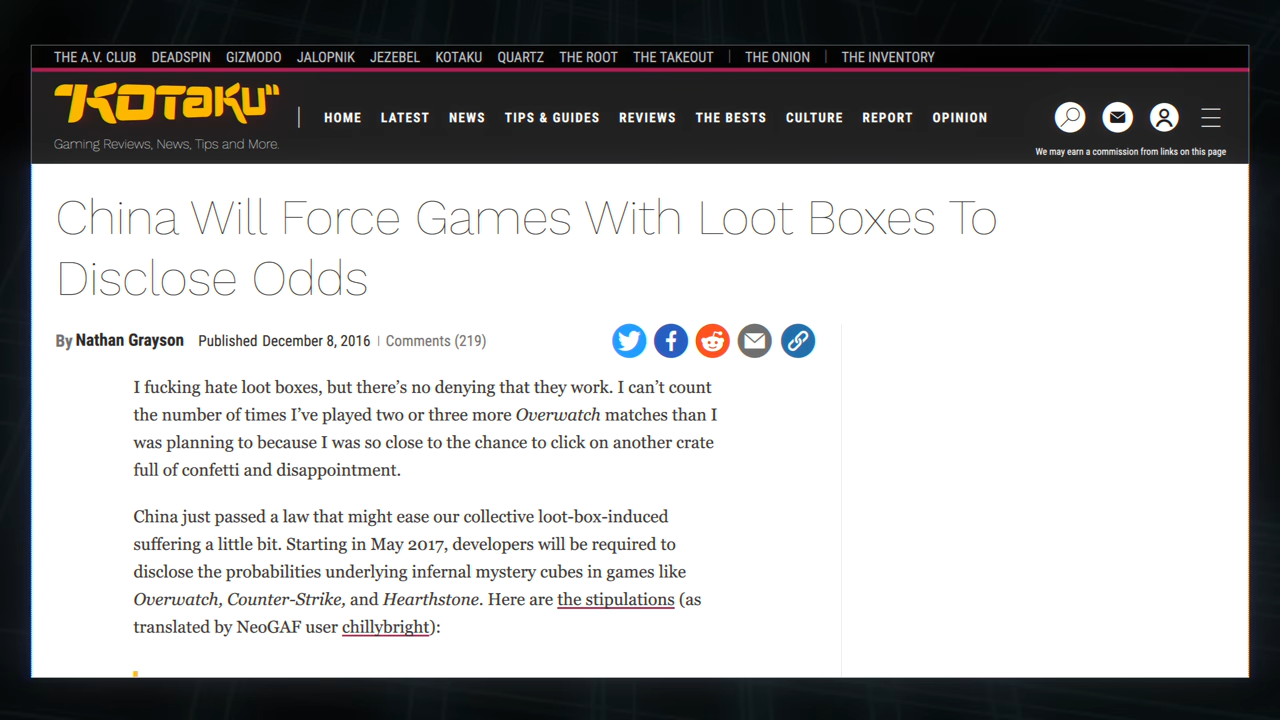 THE A.V. CLUB DEADSPIN GIZMODO JALOPNIK JEZEBEL KOTAKU QUARTZ THE ROOT THE TAKEOUT | THE ONION | THE INVENTORY
KOTAKU
Gaming Reviews, News, Tips and More.
HOME LATEST NEWS TIPS & GUIDES REVIEWS THE BESTS CULTURE REPORT OPINION
We may earn a commission from links on this page
China Will Force Games With Loot Boxes To
Disclose Odds
By Nathan Grayson Published December 8, 2016 | Comments (219)
I fucking hate loot boxes, but there’s no denying that they work. I can’t count
the number of times I’ve played two or three more Overwatch matches than I
was planning to because I was so close to the chance to click on another crate
full of confetti and disappointment.
China just passed a law that might ease our collective loot-box-induced
suffering a little bit. Starting in May 2017, developers will be required to
disclose the probabilities underlying infernal mystery cubes in games like
Overwatch, Counter-Strike, and Hearthstone. Here are the stipulations (as
translated by NeoGAF user chillybright):